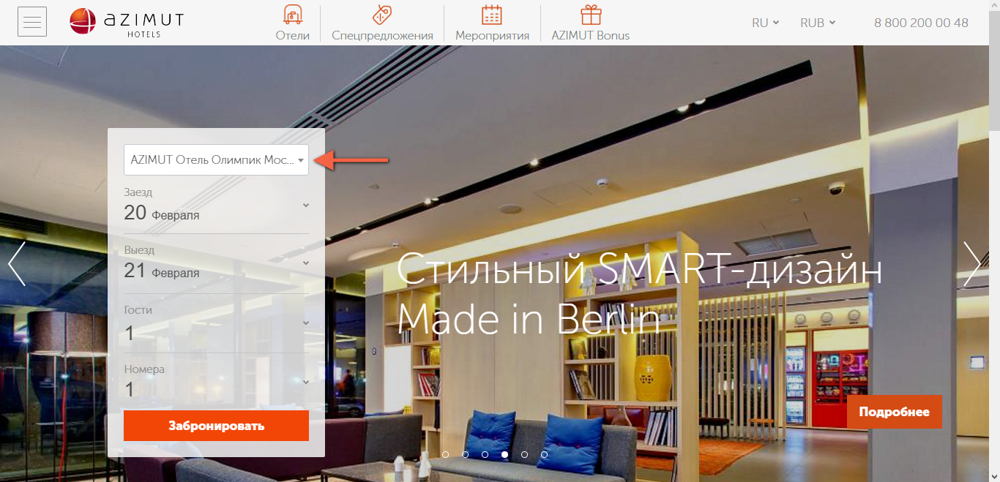 AZIMUT
HOTELS
Отели
Спецпредложения
Мероприятия
AZIMUT Bonus
RU
RUB
8 800 200 00 48
AZIMUT Отель Олимпик Мос...
Заезд
20 Февраля
Выезд
21 Февраля
Гости
1
Номера
1
Забронировать
Стильный SMART-дизайн
Made in Berlin
Подробнее